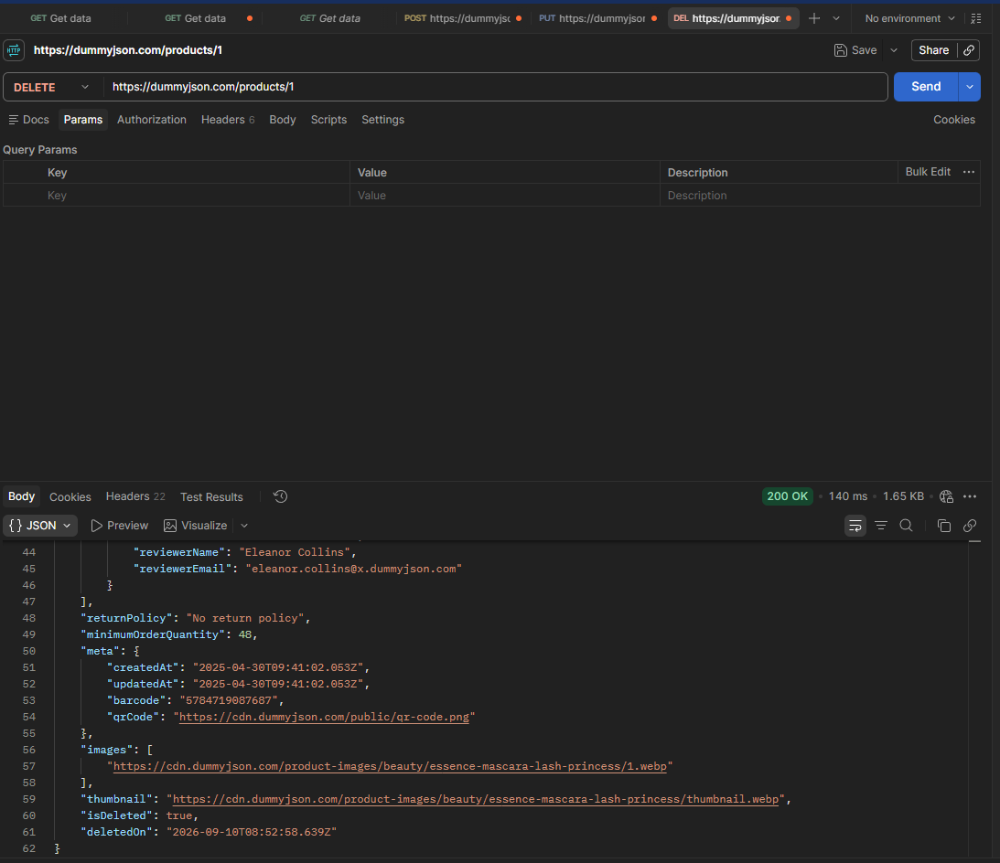 GET Get data GET Get data GET Get data POST https://dummyjsc PUT https://dummyjsor DEL https://dummyjsor. No environment
HTTP https://dummyjson.com/products/1 Save Share
DELETE https://dummyjson.com/products/1 Send
Docs Params Authorization Headers 6 Body Scripts Settings Cookies
Query Params
Key Value Description Bulk Edit
Key Value Description
Body Cookies Headers 22 Test Results 200 OK 140 ms 1.65 KB
{} JSON Preview Visualize
44 "reviewerName": "Eleanor Collins",
45 "reviewerEmail": "eleanor.collins@x.dummyjson.com"
46 }
47 ],
48 "returnPolicy": "No return policy",
49 "minimumOrderQuantity": 48,
50 "meta": {
51 "createdAt": "2025-04-30T09:41:02.053Z",
52 "updatedAt": "2025-04-30T09:41:02.053Z",
53 "barcode": "5784719087687",
54 "qrCode": "https://cdn.dummyjson.com/public/qr-code.png"
55 },
56 "images": [
57 "https://cdn.dummyjson.com/product-images/beauty/essence-mascara-lash-princess/1.webp"
58 ],
59 "thumbnail": "https://cdn.dummyjson.com/product-images/beauty/essence-mascara-lash-princess/thumbnail.webp",
60 "isDeleted": true,
61 "deletedOn": "2026-09-10T08:52:58.639Z"
62 }